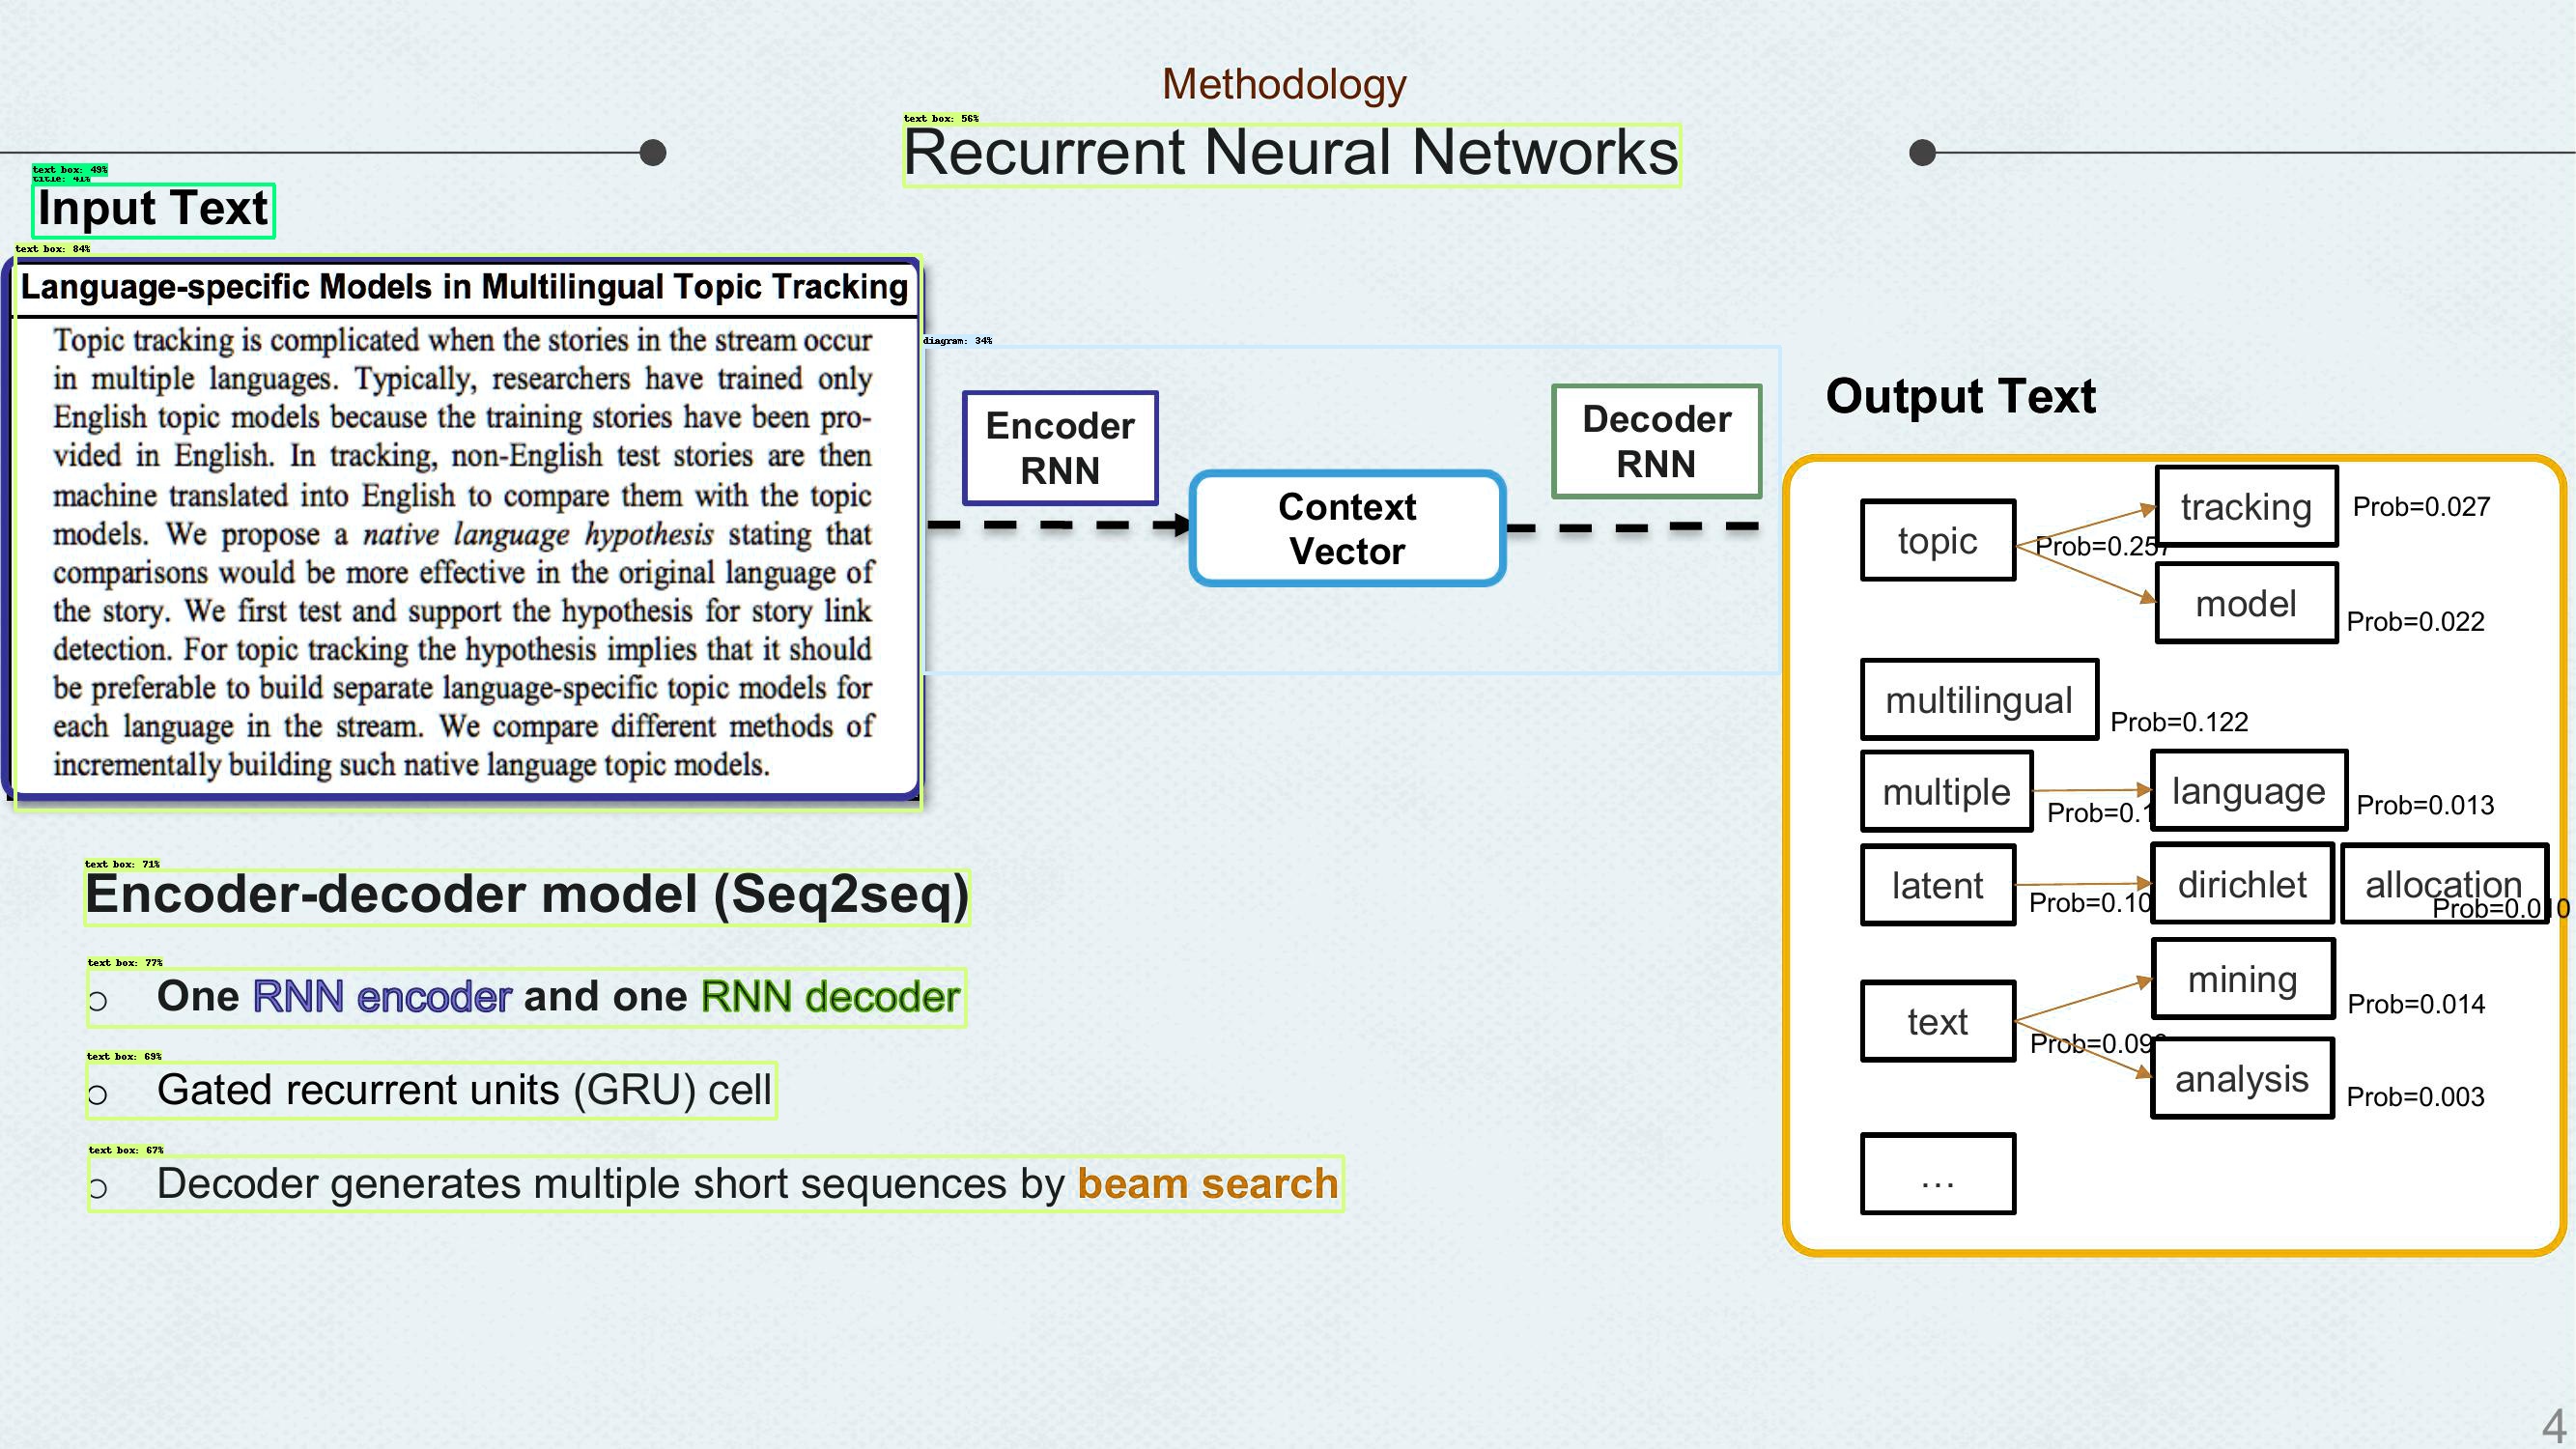 Methodology
text box: 56%
Recurrent Neural Networks
text box: 49%
Input Text
text box: 84%
Language-specific Models in Multilingual Topic Tracking
Topic tracking is complicated when the stories in the stream occur
in multiple languages. Typically, researchers have trained only
English topic models because the training stories have been pro-
vided in English. In tracking, non-English test stories are then
machine translated into English to compare them with the topic
models. We propose a native language hypothesis stating that
comparisons would be more effective in the original language of
the story. We first test and support the hypothesis for story link
detection. For topic tracking the hypothesis implies that it should
be preferable to build separate language-specific topic models for
each language in the stream. We compare different methods of
incrementally building such native language topic models.
diagram: 34%
Encoder
RNN
Context
Vector
Decoder
RNN
Output Text
topic
Prob=0.257
tracking
Prob=0.027
model
Prob=0.022
multilingual
Prob=0.122
multiple
Prob=0.1
language
Prob=0.013
latent
Prob=0.10
dirichlet
allocation
Prob=0.010
text
Prob=0.09
mining
Prob=0.014
analysis
Prob=0.003
…
text box: 71%
Encoder-decoder model (Seq2seq)
text box: 77%
○ One RNN encoder and one RNN decoder
text box: 69%
○ Gated recurrent units (GRU) cell
text box: 67%
○ Decoder generates multiple short sequences by beam search
4